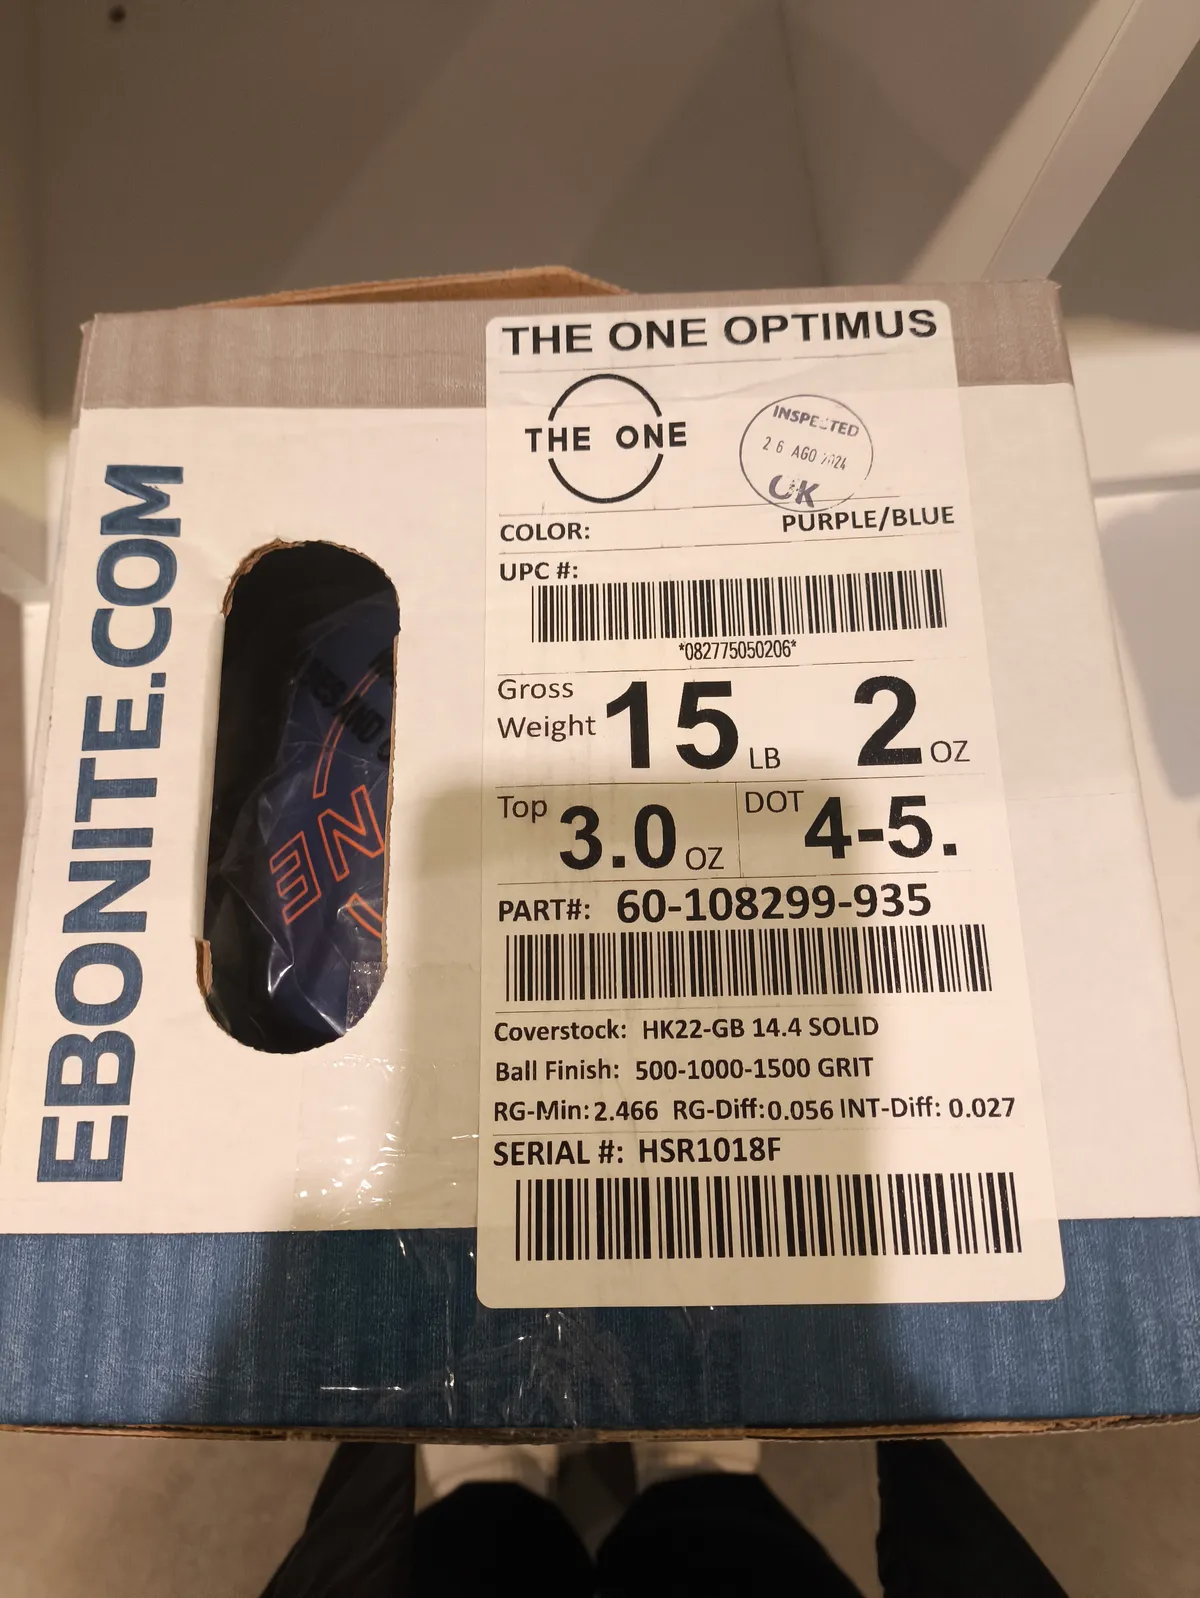 THE ONE OPTIMUS
THE ONE
INSPECTED
26 AGO 2024
OK
COLOR: PURPLE/BLUE
UPC #:
*082775050206*
Gross Weight 15 LB 2 OZ
Top 3.0 OZ DOT 4-5.
PART#: 60-108299-935
Coverstock: HK22-GB 14.4 SOLID
Ball Finish: 500-1000-1500 GRIT
RG-Min: 2.466 RG-Diff: 0.056 INT-Diff: 0.027
SERIAL #: HSR1018F
EBONITE.COM
NE